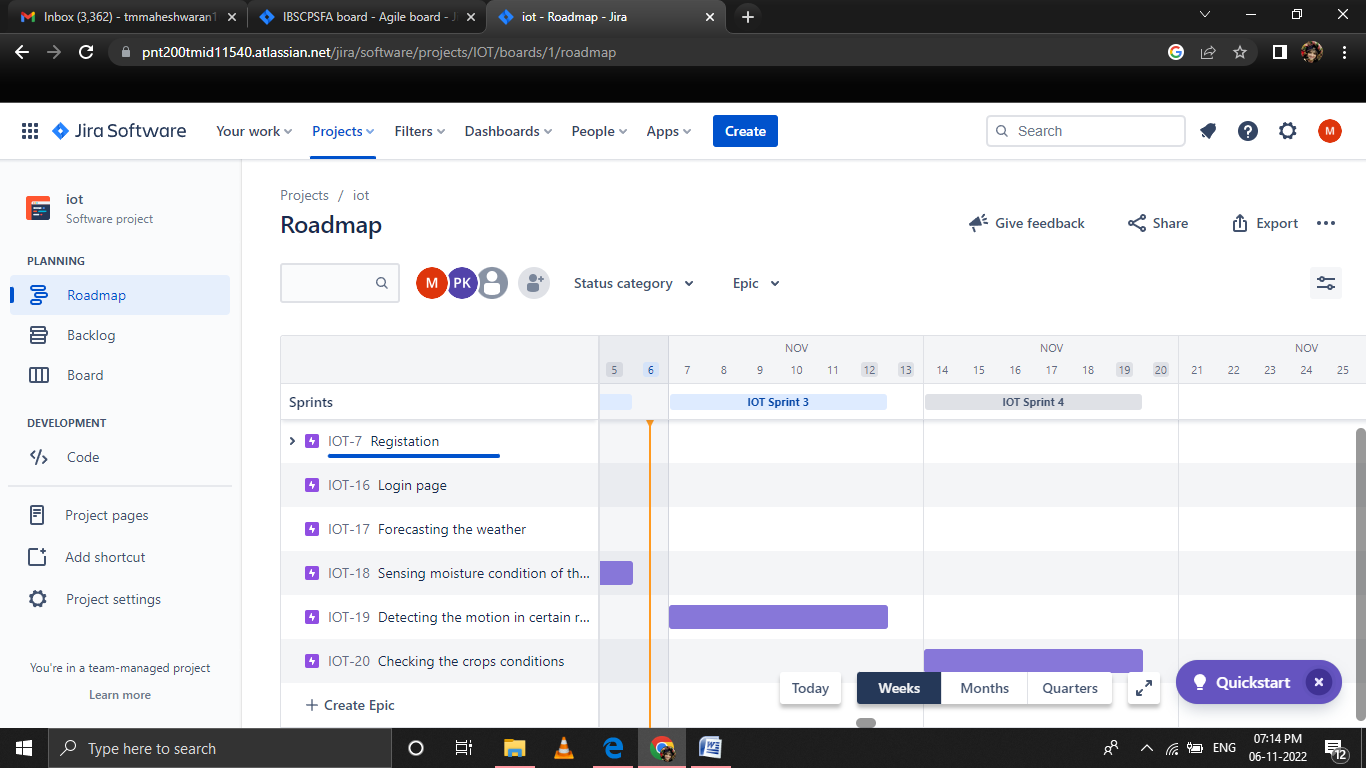 Inbox (3,362) - tmmaheshwaran1
IBSCPSFA board - Agile board - J
iot - Roadmap - Jira
pnt200tmid11540.atlassian.net/jira/software/projects/IOT/boards/1/roadmap
Jira Software
Your work
Projects
Filters
Dashboards
People
Apps
Create
Search
M
iot
Software project
PLANNING
Roadmap
Backlog
Board
DEVELOPMENT
Code
Project pages
Add shortcut
Project settings
You're in a team-managed project
Learn more
Projects / iot
Roadmap
Give feedback
Share
Export
M
PK
Status category
Epic
NOV NOV NOV
5 6 7 8 9 10 11 12 13 14 15 16 17 18 19 20 21 22 23 24 25
Sprints
IOT Sprint 3
IOT Sprint 4
IOT-7 Registation
IOT-16 Login page
IOT-17 Forecasting the weather
IOT-18 Sensing moisture condition of th...
IOT-19 Detecting the motion in certain r...
IOT-20 Checking the crops conditions
+ Create Epic
Today
Weeks
Months
Quarters
Quickstart
Type here to search
ENG
07:14 PM
06-11-2022
12